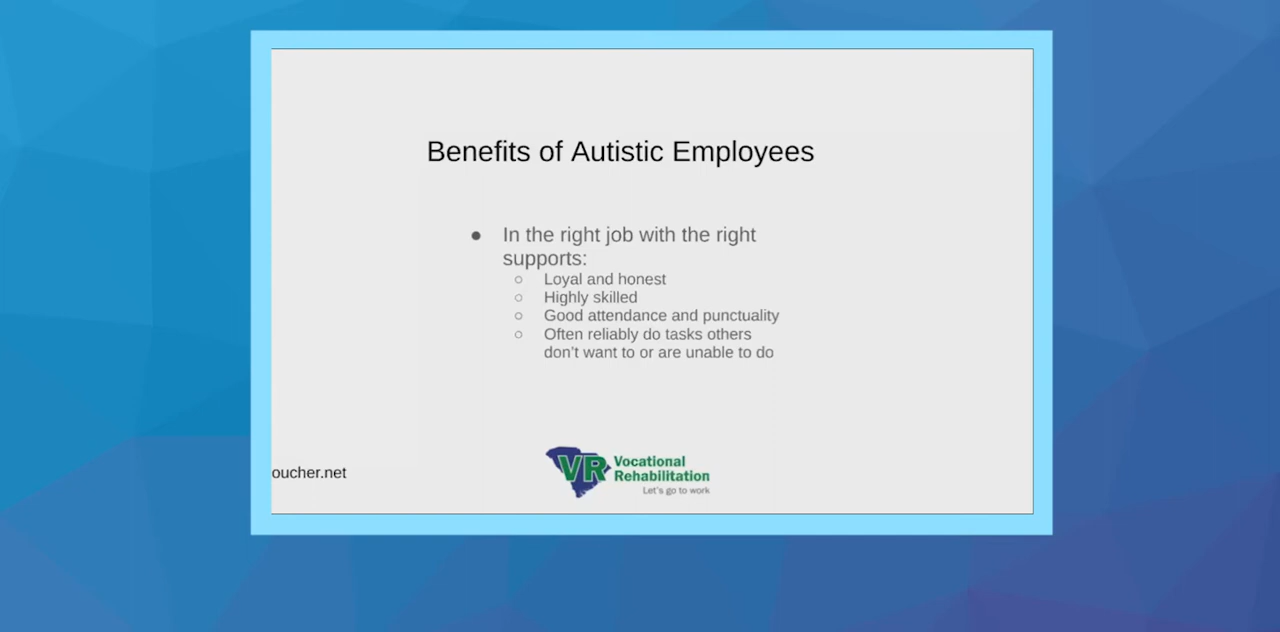 Benefits of Autistic Employees
● In the right job with the right
supports:
○ Loyal and honest
○ Highly skilled
○ Good attendance and punctuality
○ Often reliably do tasks others
don't want to or are unable to do
oucher.net
VR Vocational
Rehabilitation
Let's go to work